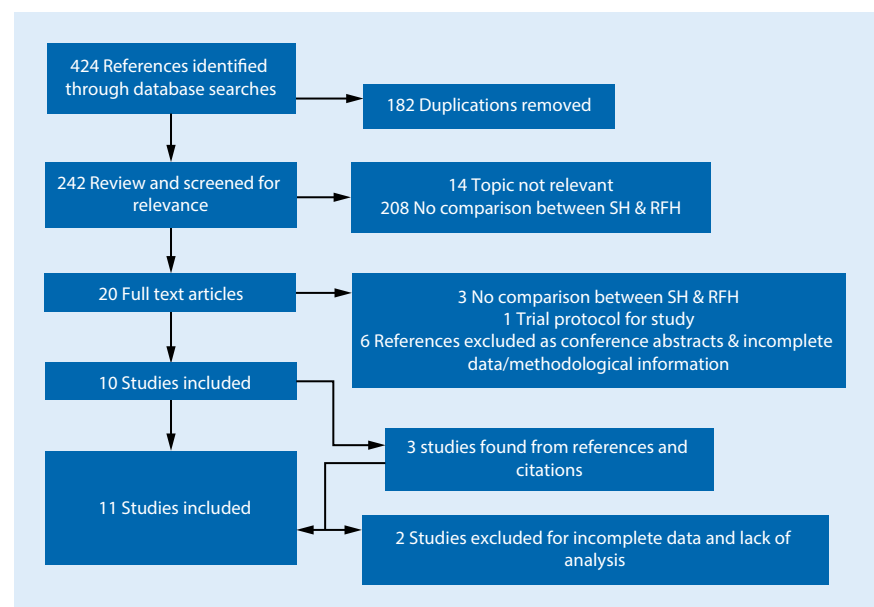 424 References identified
through database searches
182 Duplications removed
242 Review and screened for
relevance
14 Topic not relevant
208 No comparison between SH & RFH
20 Full text articles
3 No comparison between SH & RFH
1 Trial protocol for study
6 References excluded as conference abstracts & incomplete
data/methodological information
10 Studies included
3 studies found from references and
citations
11 Studies included
2 Studies excluded for incomplete data and lack of
analysis